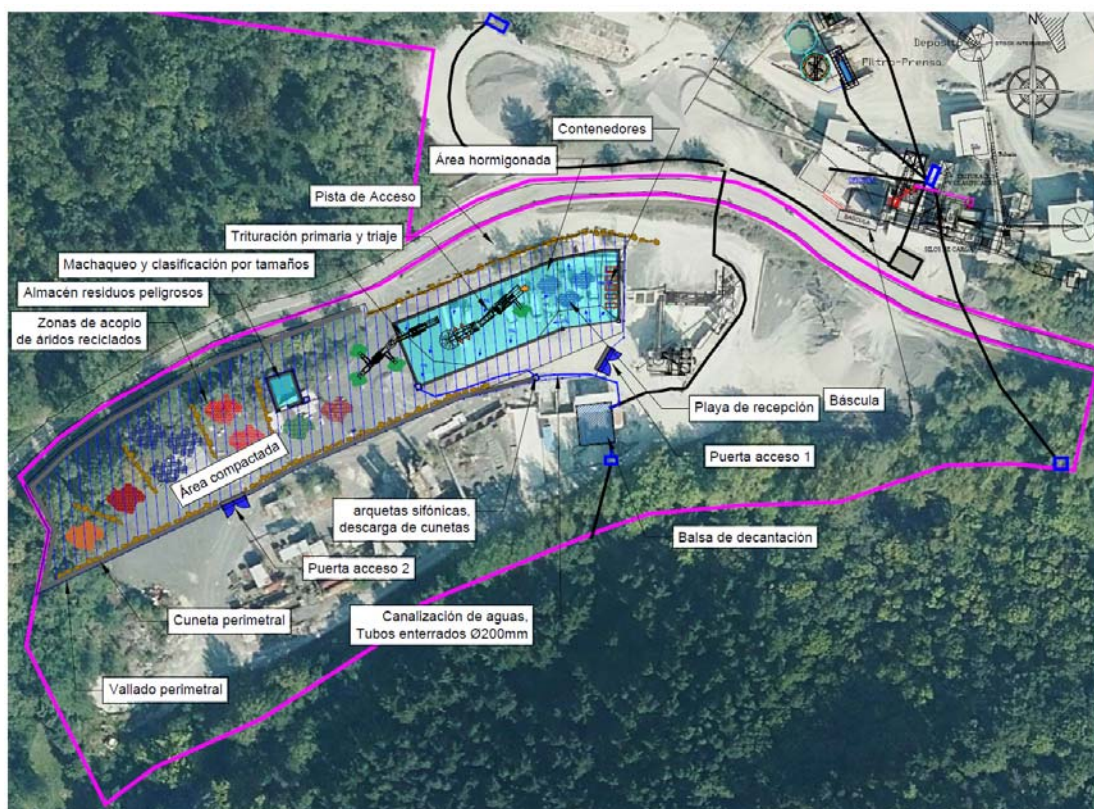 N
Depósito
Filtro-Prensa
Contenedores
Área hormigonada
Pista de Acceso
Trituración primaria y triaje
Machaqueo y clasificación por tamaños
Almacén residuos peligrosos
Zonas de acopio
de áridos reciclados
BÁSCULA
Playa de recepción
Báscula
Puerta acceso 1
Área compactada
arquetas sifónicas,
descarga de cunetas
Balsa de decantación
Puerta acceso 2
Cuneta perimetral
Canalización de aguas,
Tubos enterrados Ø200mm
Vallado perimetral